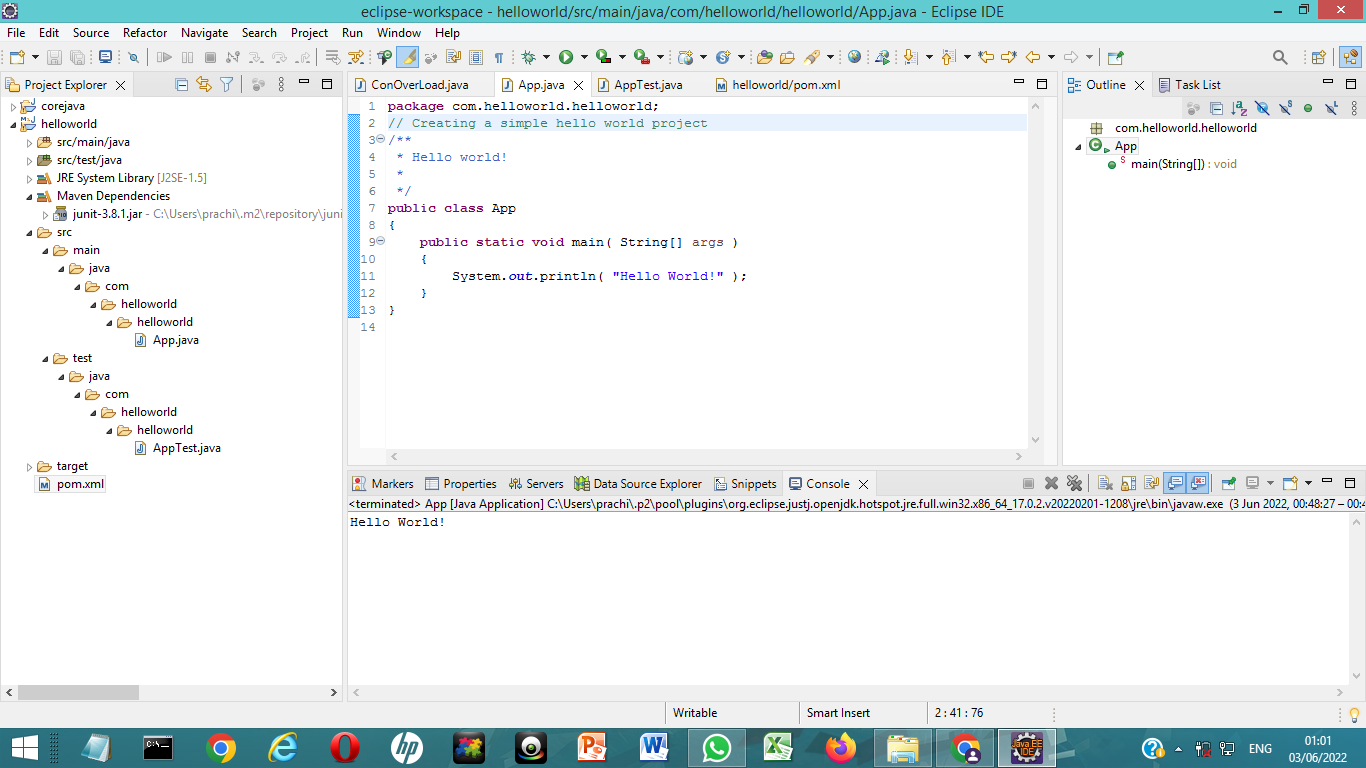 eclipse-workspace - helloworld/src/main/java/com/helloworld/helloworld/App.java - Eclipse IDE
File Edit Source Refactor Navigate Search Project Run Window Help
Project Explorer
corejava
helloworld
src/main/java
src/test/java
JRE System Library [J2SE-1.5]
Maven Dependencies
junit-3.8.1.jar - C:\Users\prachi\.m2\repository\juni
src
main
java
com
helloworld
helloworld
App.java
test
java
com
helloworld
helloworld
AppTest.java
target
pom.xml
ConOverLoad.java App.java AppTest.java helloworld/pom.xml
1 package com.helloworld.helloworld;
2 // Creating a simple hello world project
3 /**
4  * Hello world!
5  *
6  */
7 public class App
8 {
9     public static void main( String[] args )
10     {
11         System.out.println( "Hello World!" );
12     }
13 }
14
Outline Task List
com.helloworld.helloworld
App
main(String[]) : void
Markers Properties Servers Data Source Explorer Snippets Console
<terminated> App [Java Application] C:\Users\prachi\.p2\pool\plugins\org.eclipse.justj.openjdk.hotspot.jre.full.win32.x86_64_17.0.2.v20220201-1208\jre\bin\javaw.exe (3 Jun 2022, 00:48:27 – 00:4
Hello World!
Writable Smart Insert 2 : 41 : 76
ENG 01:01
03/06/2022